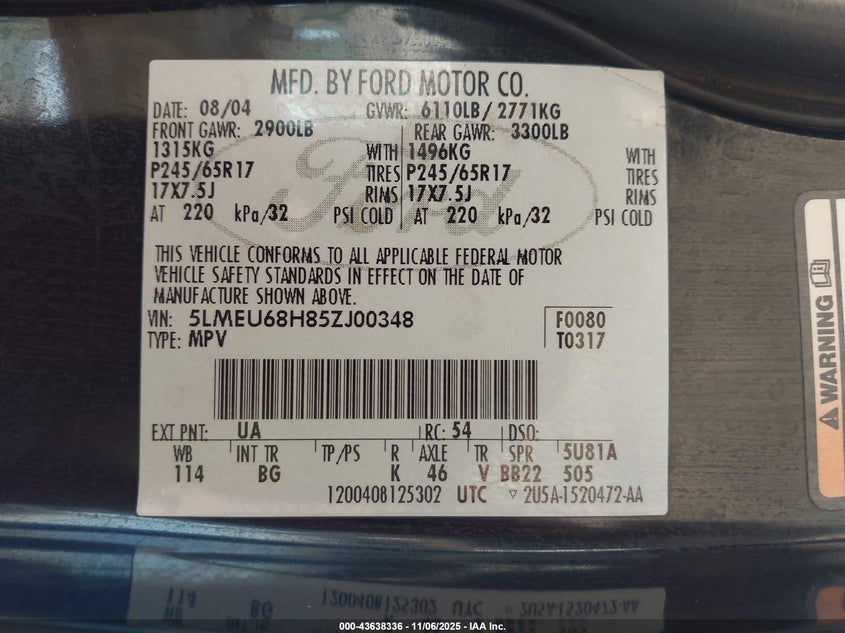 MFD. BY FORD MOTOR CO.
DATE: 08/04 GVWR: 6110LB / 2771KG
FRONT GAWR: 2900LB REAR GAWR: 3300LB
1315KG WITH 1496KG WITH
P245/65R17 TIRES P245/65R17 TIRES
17X7.5J RIMS 17X7.5J RIMS
AT 220 kPa/32 PSI COLD AT 220 kPa/32 PSI COLD
Ford
THIS VEHICLE CONFORMS TO ALL APPLICABLE FEDERAL MOTOR
VEHICLE SAFETY STANDARDS IN EFFECT ON THE DATE OF
MANUFACTURE SHOWN ABOVE.
VIN: 5LMEU68H85ZJ00348 F0080
TYPE: MPV T0317
EXT PNT: UA RC: 54 DSO:
WB INT TR TP/PS R AXLE TR SPR 5U81A
114 BG K 46 V BB22 505
1200408125302 UTC ▽ 2U5A-1520472-AA
WARNING
000-43638336 - 11/06/2025 - IAA Inc.